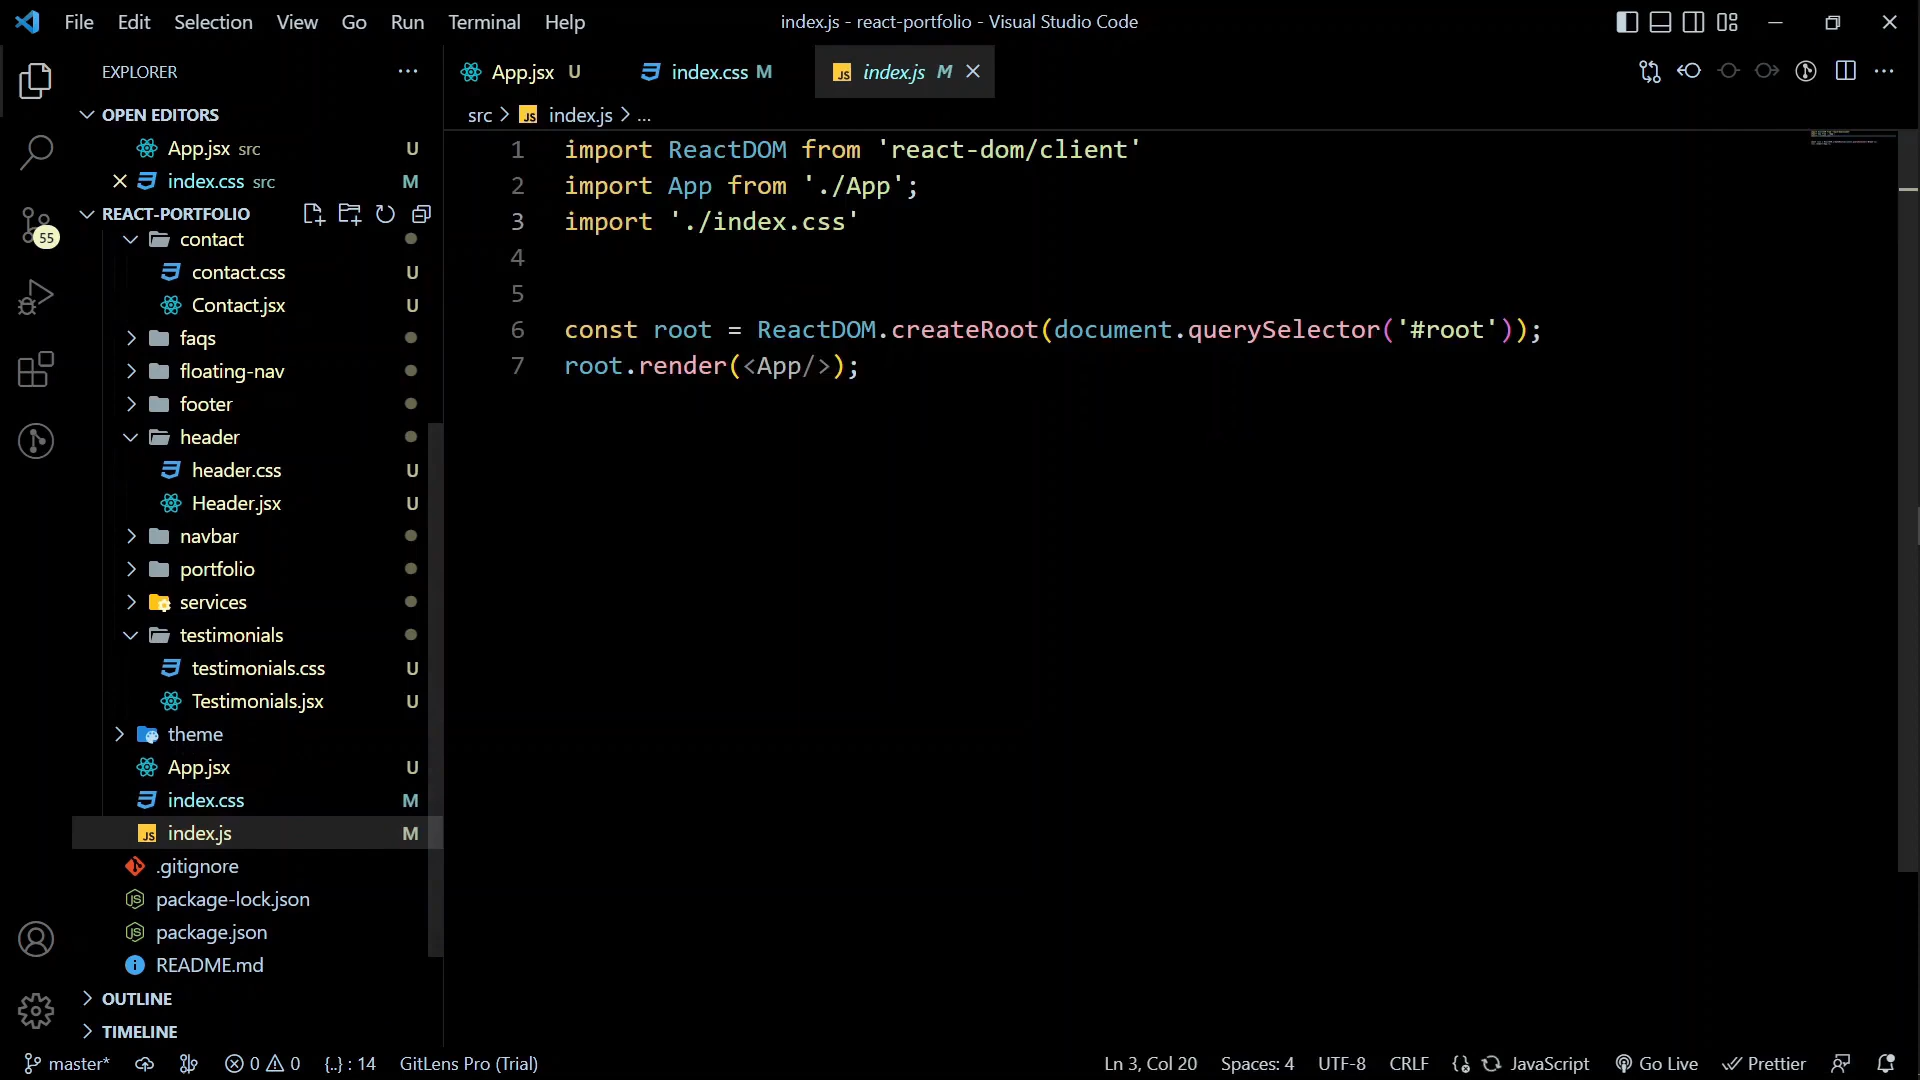 File Edit Selection View Go Run Terminal Help
index.js - react-portfolio - Visual Studio Code
EXPLORER
OPEN EDITORS
App.jsx src U
index.css src M
REACT-PORTFOLIO
contact
contact.css U
Contact.jsx U
faqs
floating-nav
footer
header
header.css U
Header.jsx U
navbar
portfolio
services
testimonials
testimonials.css U
Testimonials.jsx U
theme
App.jsx U
index.css M
JS index.js M
.gitignore
package-lock.json
package.json
README.md
OUTLINE
TIMELINE
55
App.jsx U
index.css M
JS index.js M
src > JS index.js > ...
1 import ReactDOM from 'react-dom/client'
2 import App from './App';
3 import './index.css'
4
5
6 const root = ReactDOM.createRoot(document.querySelector('#root'));
7 root.render(<App/>);
master* 0 0 {..} : 14 GitLens Pro (Trial)
Ln 3, Col 20 Spaces: 4 UTF-8 CRLF JavaScript Go Live Prettier